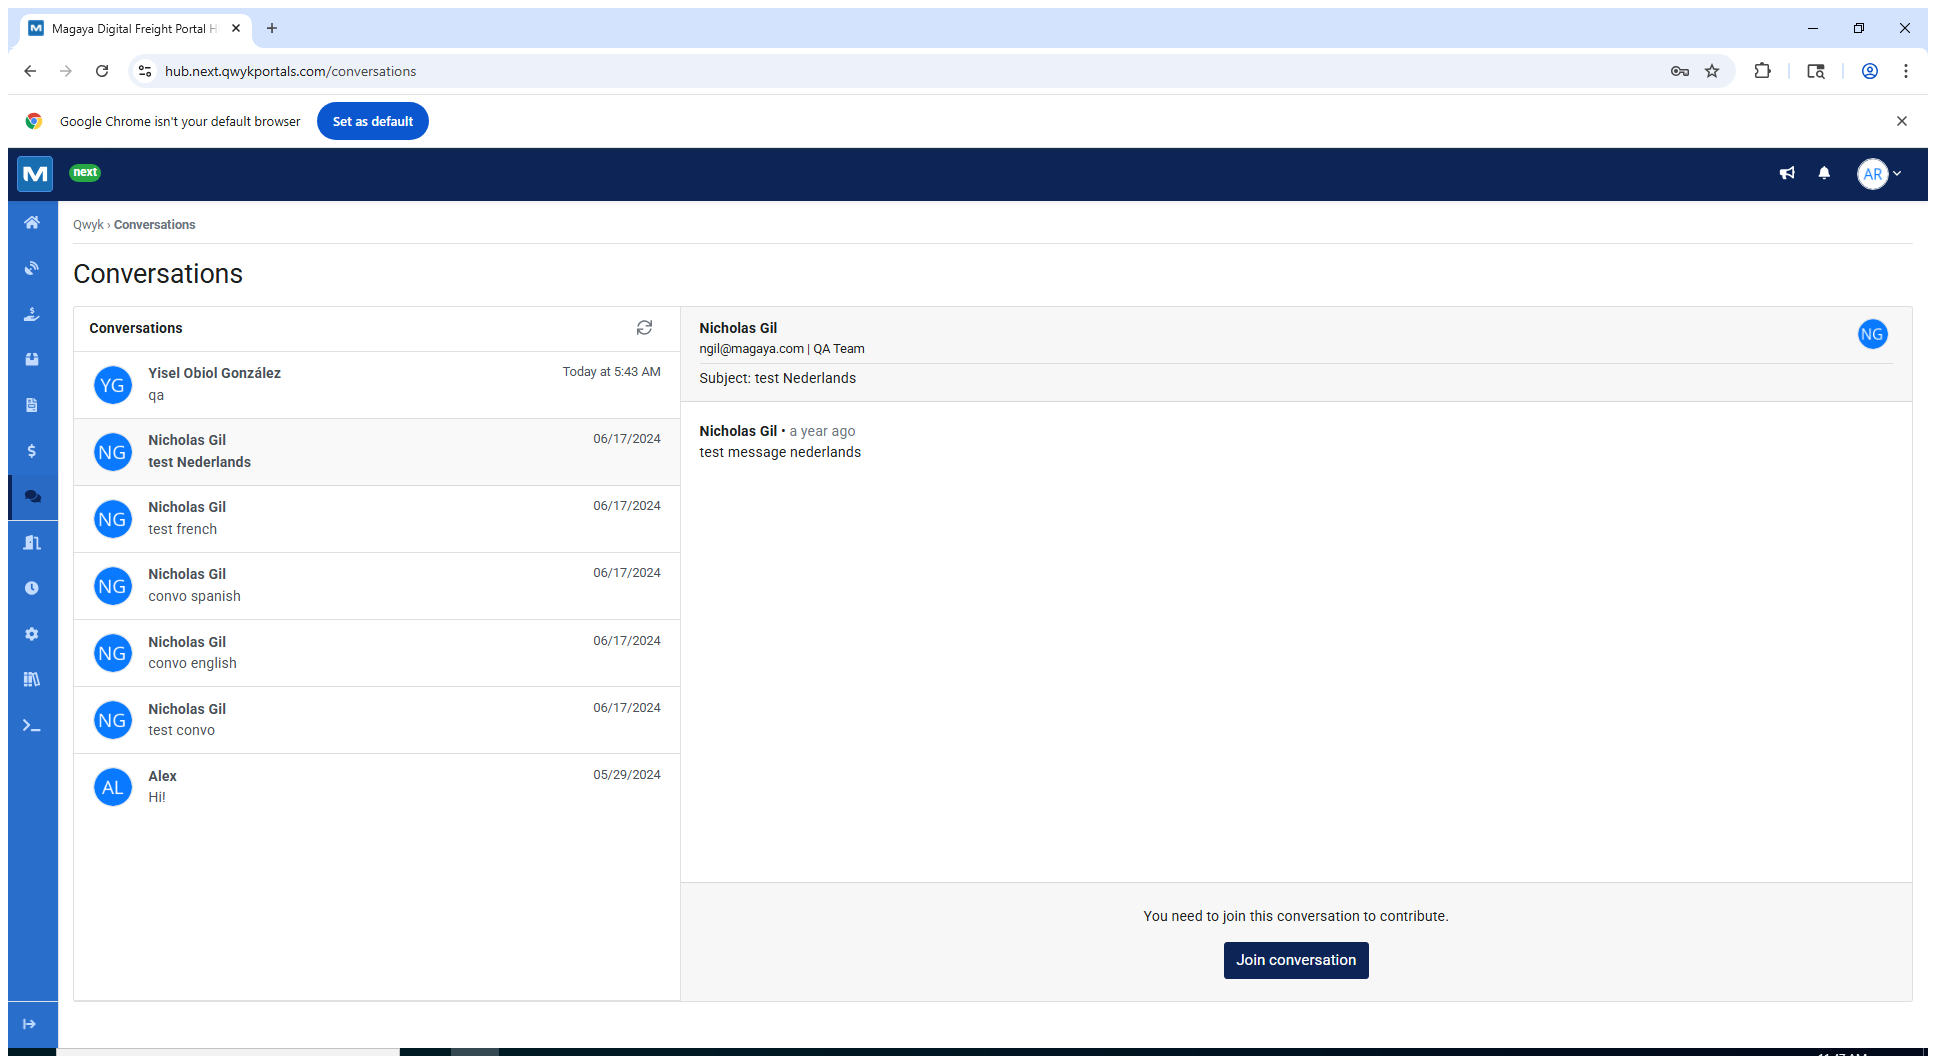 Magaya Digital Freight Portal H
hub.next.qwykportals.com/conversations
Google Chrome isn't your default browser
Set as default
M
next
AR
Qwyk › Conversations
Conversations
Conversations
YG
Yisel Obiol González
Today at 5:43 AM
qa
NG
Nicholas Gil
06/17/2024
test Nederlands
NG
Nicholas Gil
06/17/2024
test french
NG
Nicholas Gil
06/17/2024
convo spanish
NG
Nicholas Gil
06/17/2024
convo english
NG
Nicholas Gil
06/17/2024
test convo
AL
Alex
05/29/2024
Hi!
Nicholas Gil
NG
ngil@magaya.com | QA Team
Subject: test Nederlands
Nicholas Gil • a year ago
test message nederlands
You need to join this conversation to contribute.
Join conversation